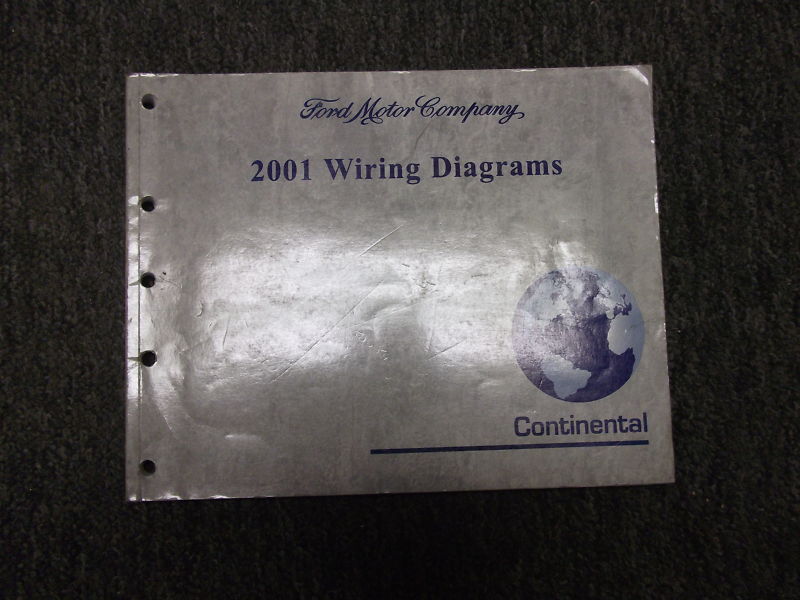 Ford Motor Company
2001 Wiring Diagrams
Continental